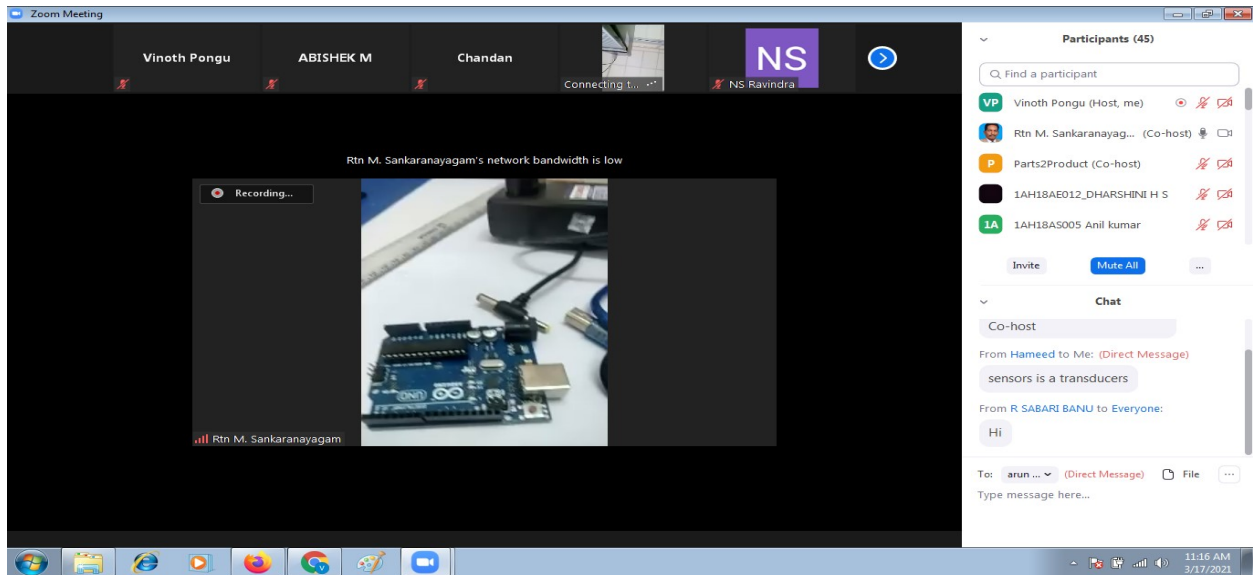 Zoom Meeting
Vinoth Pongu
ABISHEK M
Chandan
Connecting t...
NS
NS Ravindra
Rtn M. Sankaranayagam's network bandwidth is low
Recording...
UNO
ARDUINO
Rtn M. Sankaranayagam
Participants (45)
Find a participant
VP Vinoth Pongu (Host, me)
Rtn M. Sankaranayag... (Co-host)
P Parts2Product (Co-host)
1AH18AE012_DHARSHINI H S
1A 1AH18AS005 Anil kumar
Invite Mute All ...
Chat
Co-host
From Hameed to Me: (Direct Message)
sensors is a transducers
From R SABARI BANU to Everyone:
Hi
To: arun ... (Direct Message) File ...
Type message here...
11:16 AM
3/17/2021